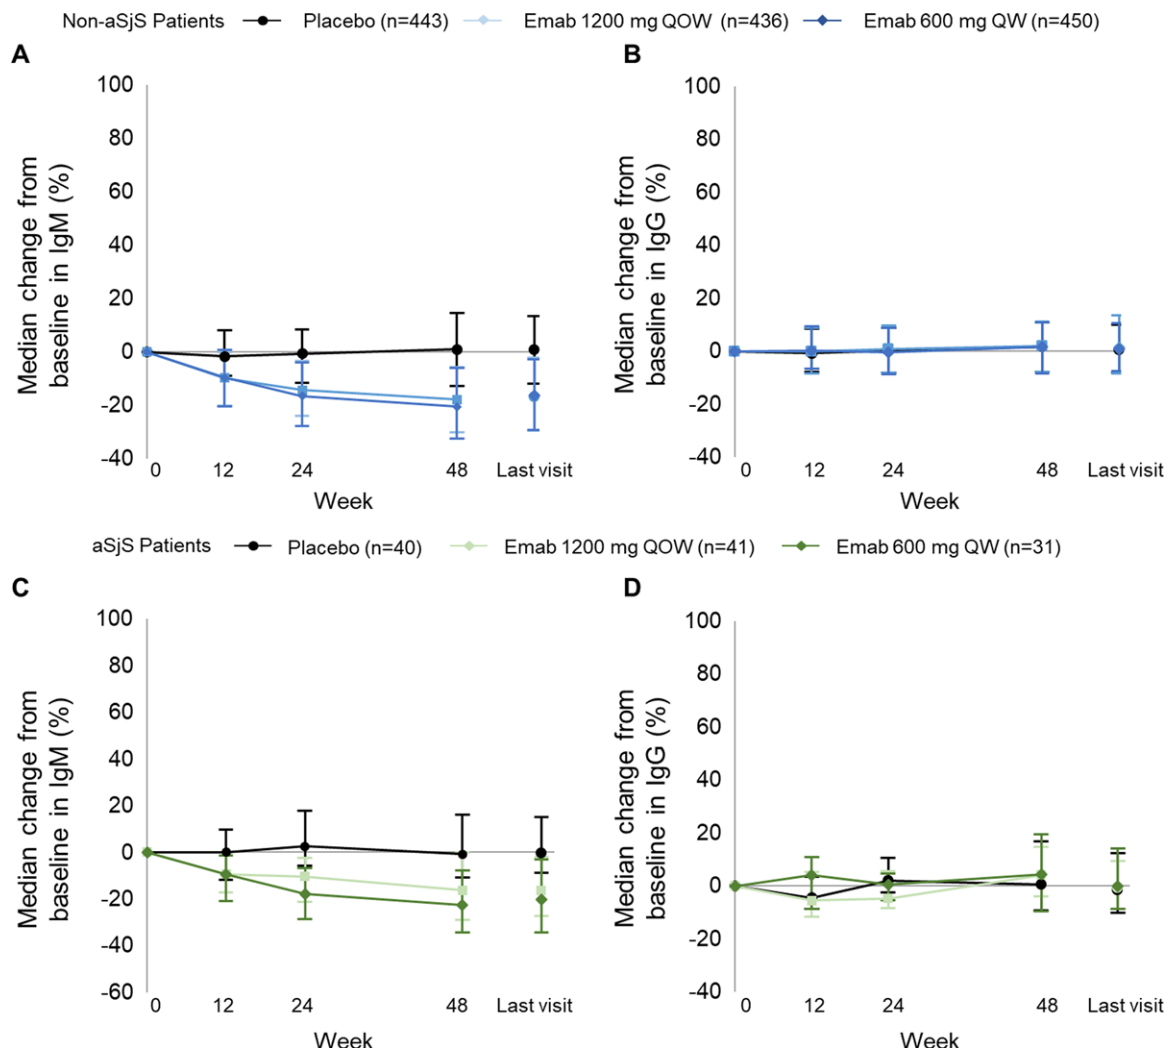 Non-aSjS Patients Placebo (n=443) Emab 1200 mg QOW (n=436) Emab 600 mg QW (n=450)
A
Median change from
baseline in IgM (%)
100
80
60
40
20
0
-20
-40
0 12 24 48 Last visit
Week
B
Median change from
baseline in IgG (%)
100
80
60
40
20
0
-20
-40
0 12 24 48 Last visit
Week
aSjS Patients Placebo (n=40) Emab 1200 mg QOW (n=41) Emab 600 mg QW (n=31)
C
Median change from
baseline in IgM (%)
100
80
60
40
20
0
-20
-40
-60
0 12 24 48 Last visit
Week
D
Median change from
baseline in IgG (%)
100
80
60
40
20
0
-20
-40
0 12 24 48 Last visit
Week